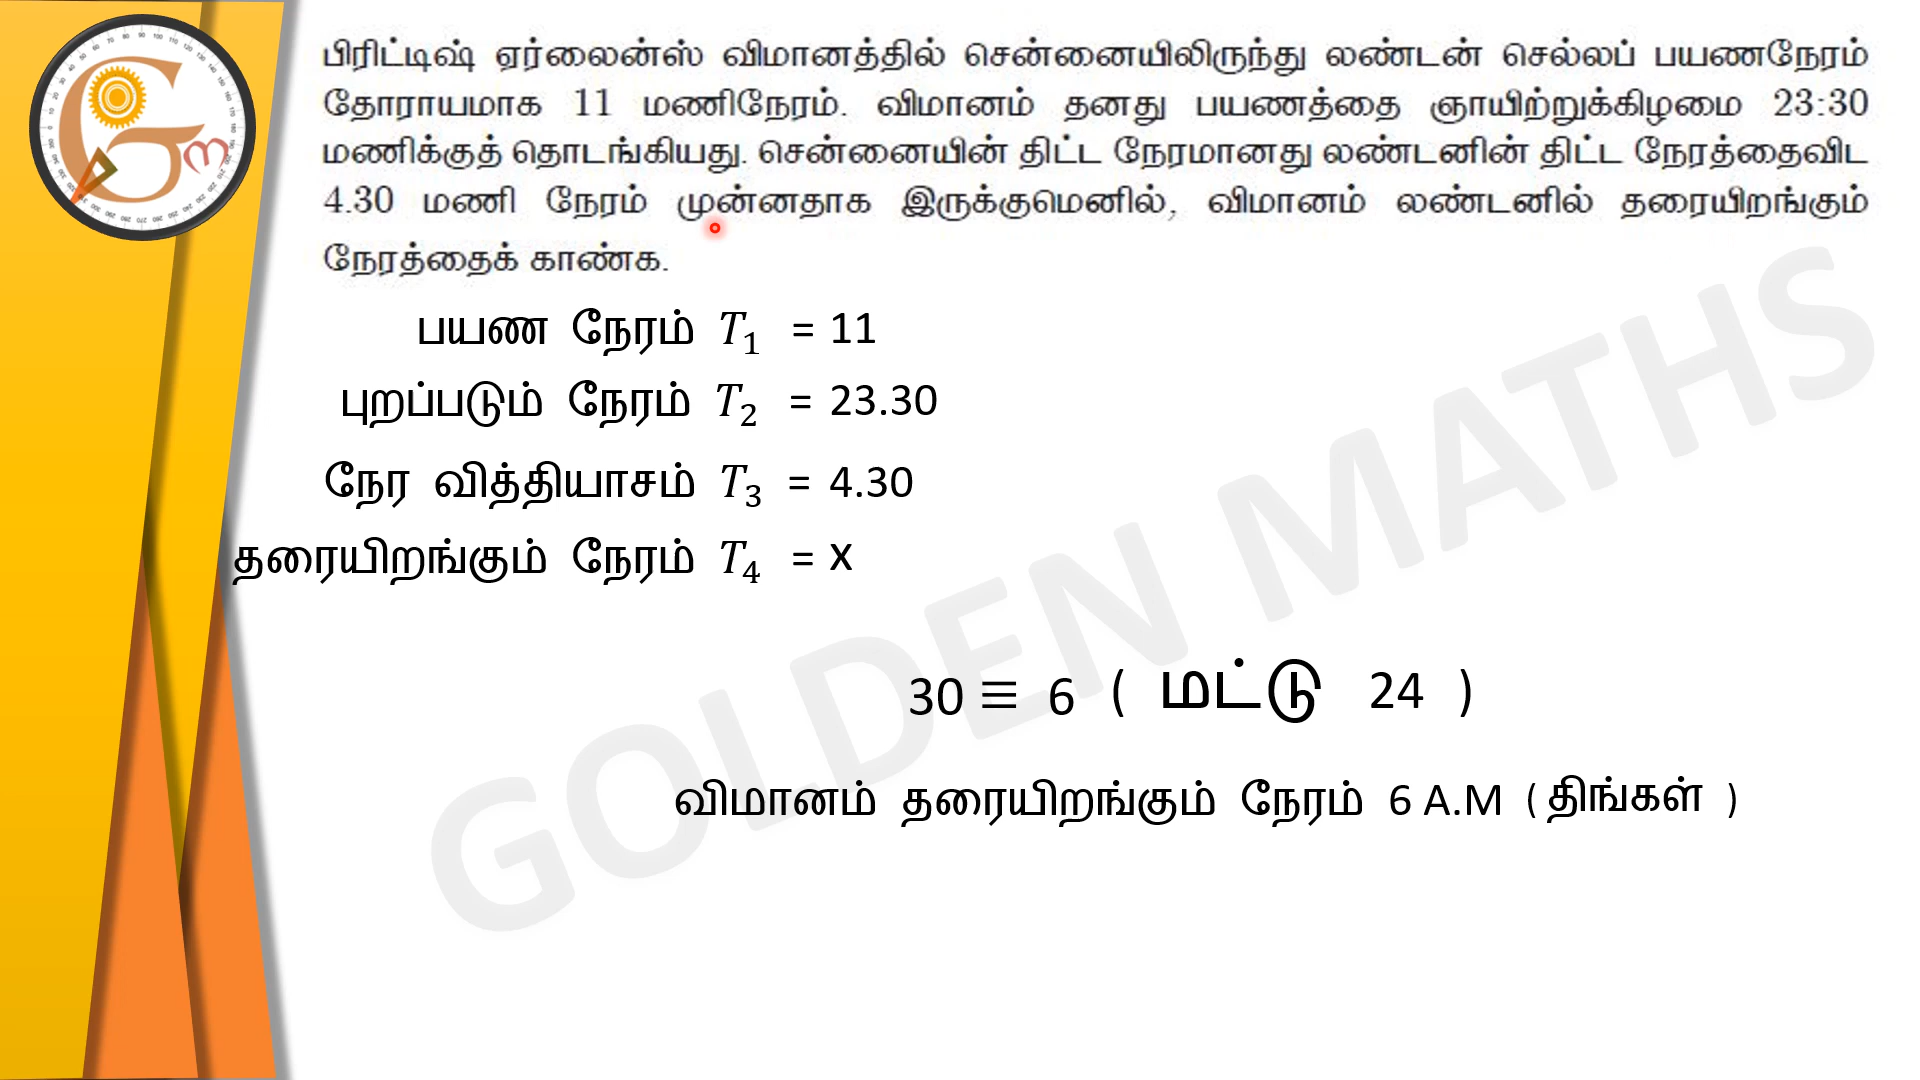 பிரிட்டிஷ் ஏர்லைன்ஸ் விமானத்தில் சென்னையிலிருந்து லண்டன் செல்லப் பயணநேரம்
தோராயமாக 11 மணிநேரம். விமானம் தனது பயணத்தை ஞாயிற்றுக்கிழமை 23:30
மணிக்குத் தொடங்கியது. சென்னையின் திட்ட நேரமானது லண்டனின் திட்ட நேரத்தைவிட
4.30 மணி நேரம் முன்னதாக இருக்குமெனில், விமானம் லண்டனில் தரையிறங்கும்
நேரத்தைக் காண்க.
பயண நேரம் T₁ = 11
புறப்படும் நேரம் T₂ = 23.30
நேர வித்தியாசம் T₃ = 4.30
தரையிறங்கும் நேரம் T₄ = x
30 ≡ 6 ( மட்டு 24 )
விமானம் தரையிறங்கும் நேரம் 6 A.M ( திங்கள் )
GOLDEN MATHS